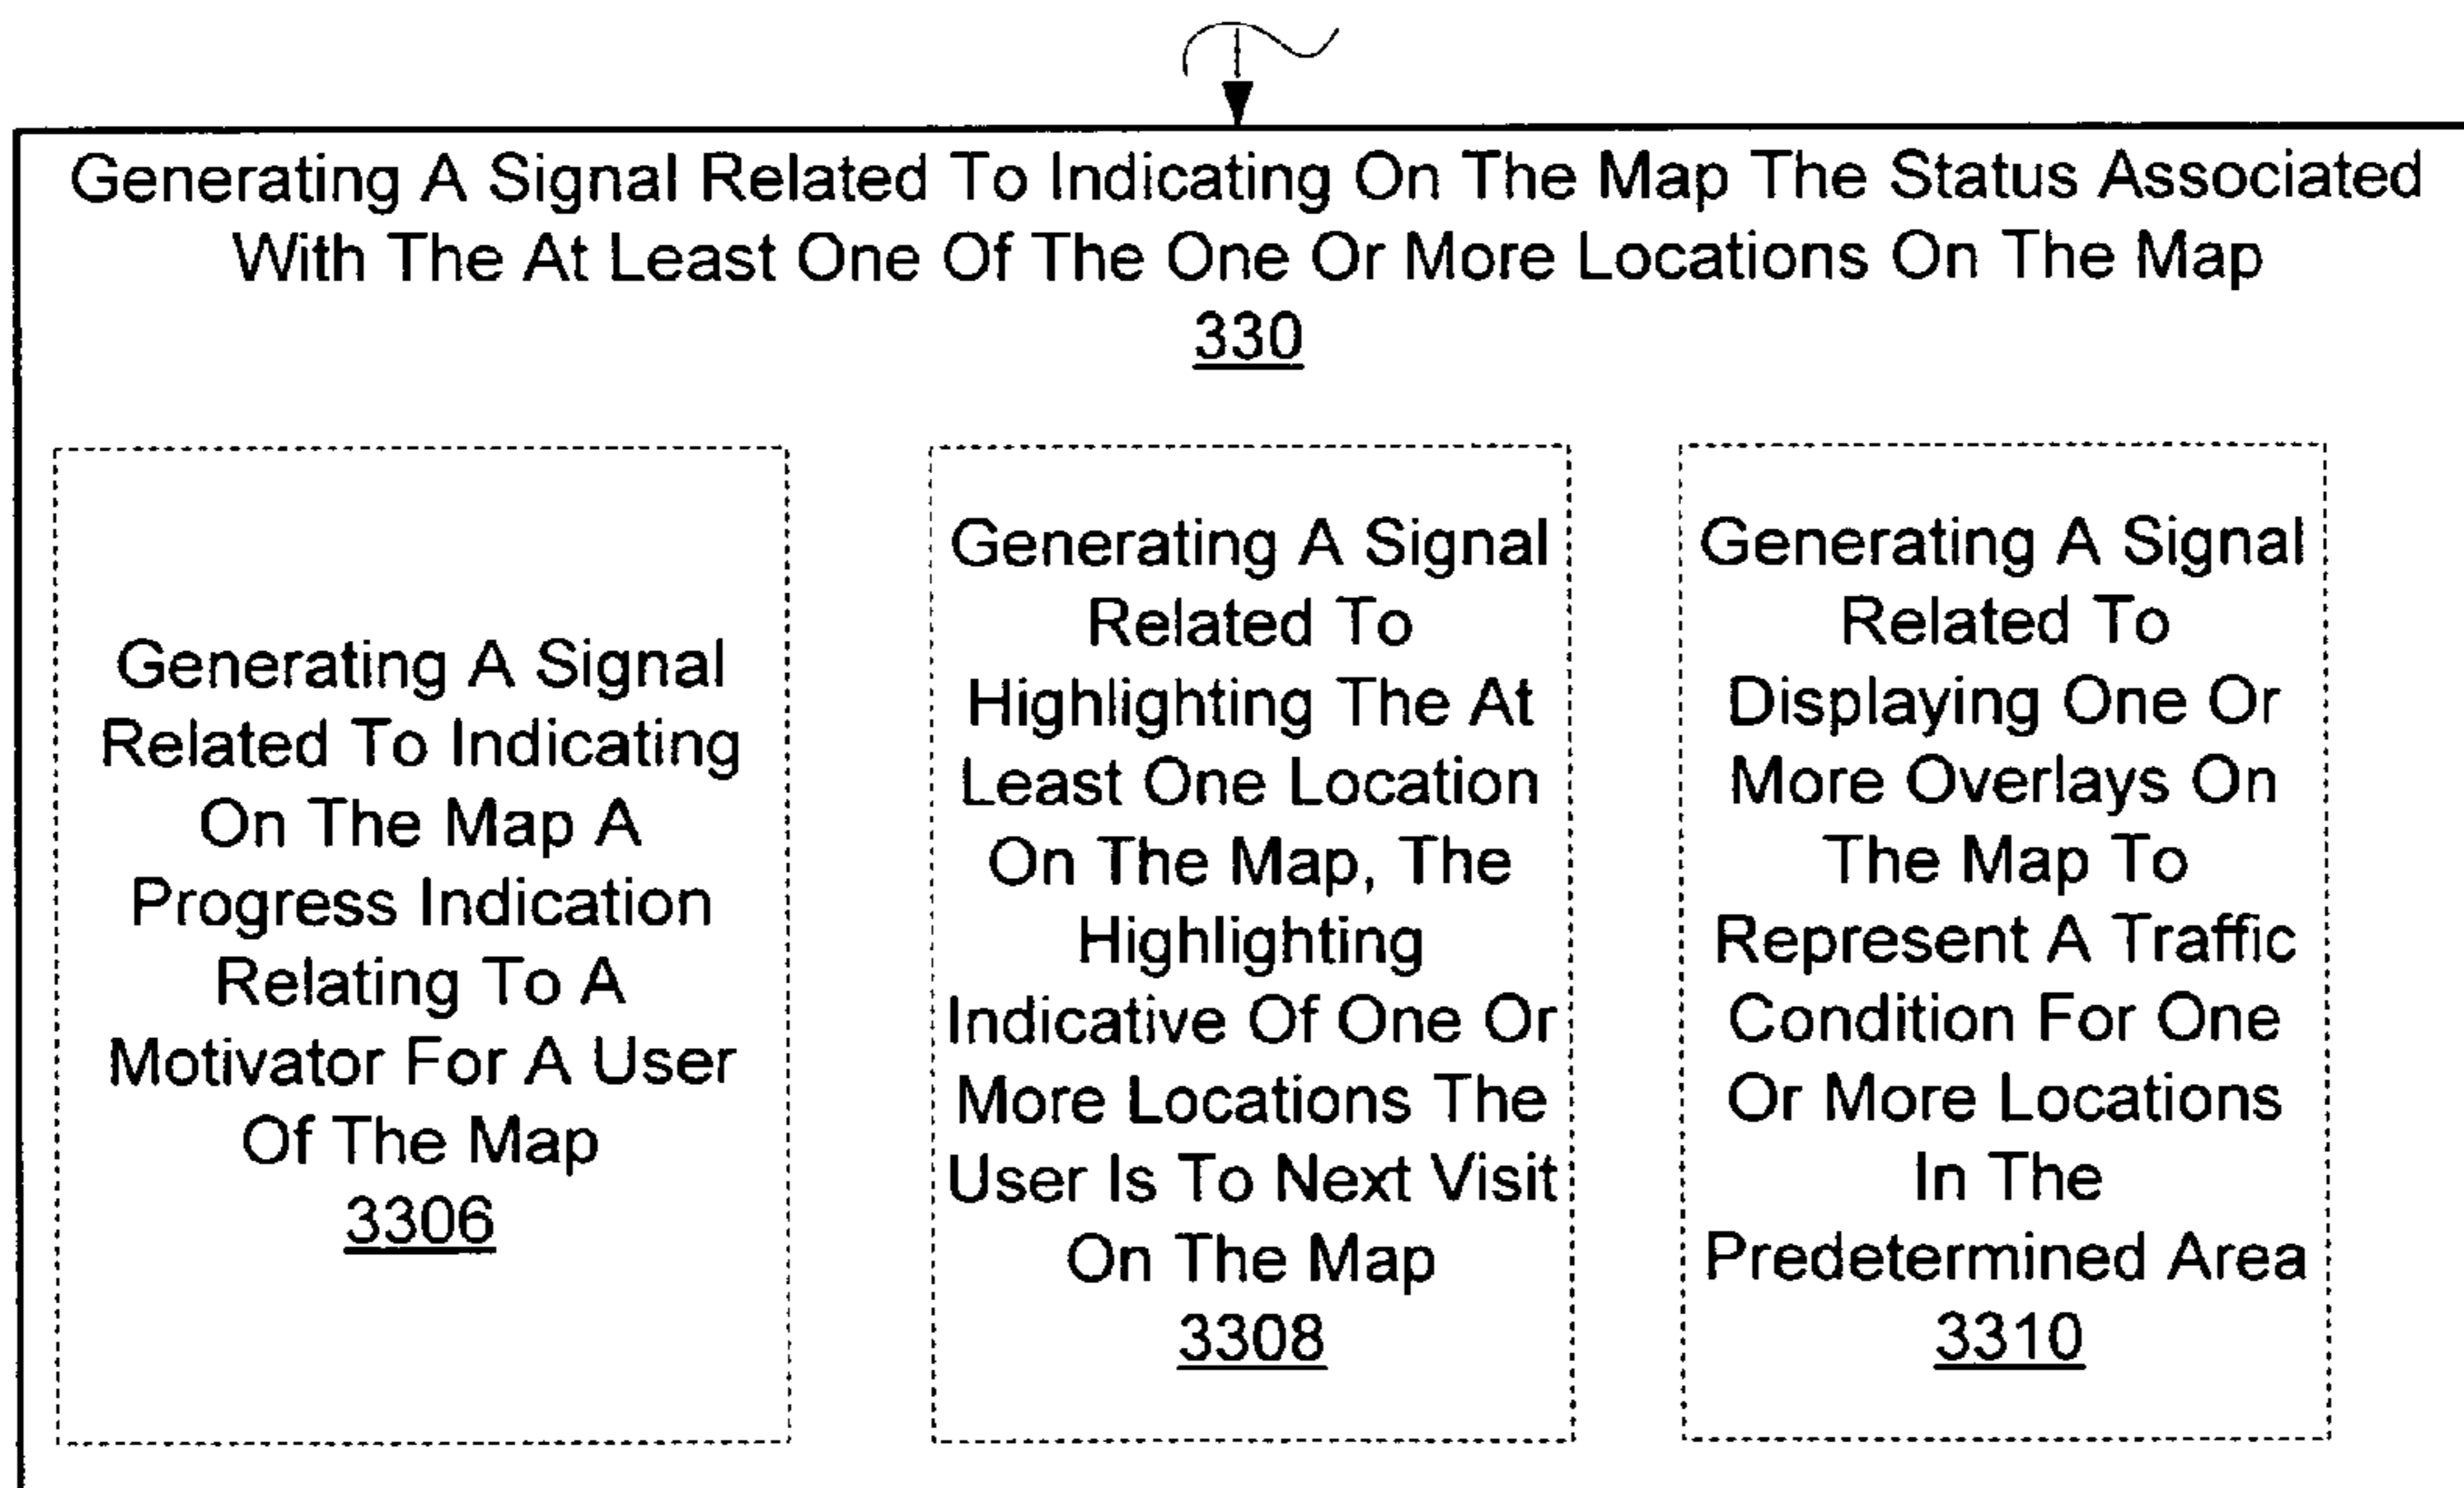 Generating A Signal Related To Indicating On The Map The Status Associated
With The At Least One Of The One Or More Locations On The Map
330
Generating A Signal
Related To Indicating
On The Map A
Progress Indication
Relating To A
Motivator For A User
Of The Map
3306
Generating A Signal
Related To
Highlighting The At
Least One Location
On The Map, The
Highlighting
Indicative Of One Or
More Locations The
User Is To Next Visit
On The Map
3308
Generating A Signal
Related To
Displaying One Or
More Overlays On
The Map To
Represent A Traffic
Condition For One
Or More Locations
In The
Predetermined Area
3310